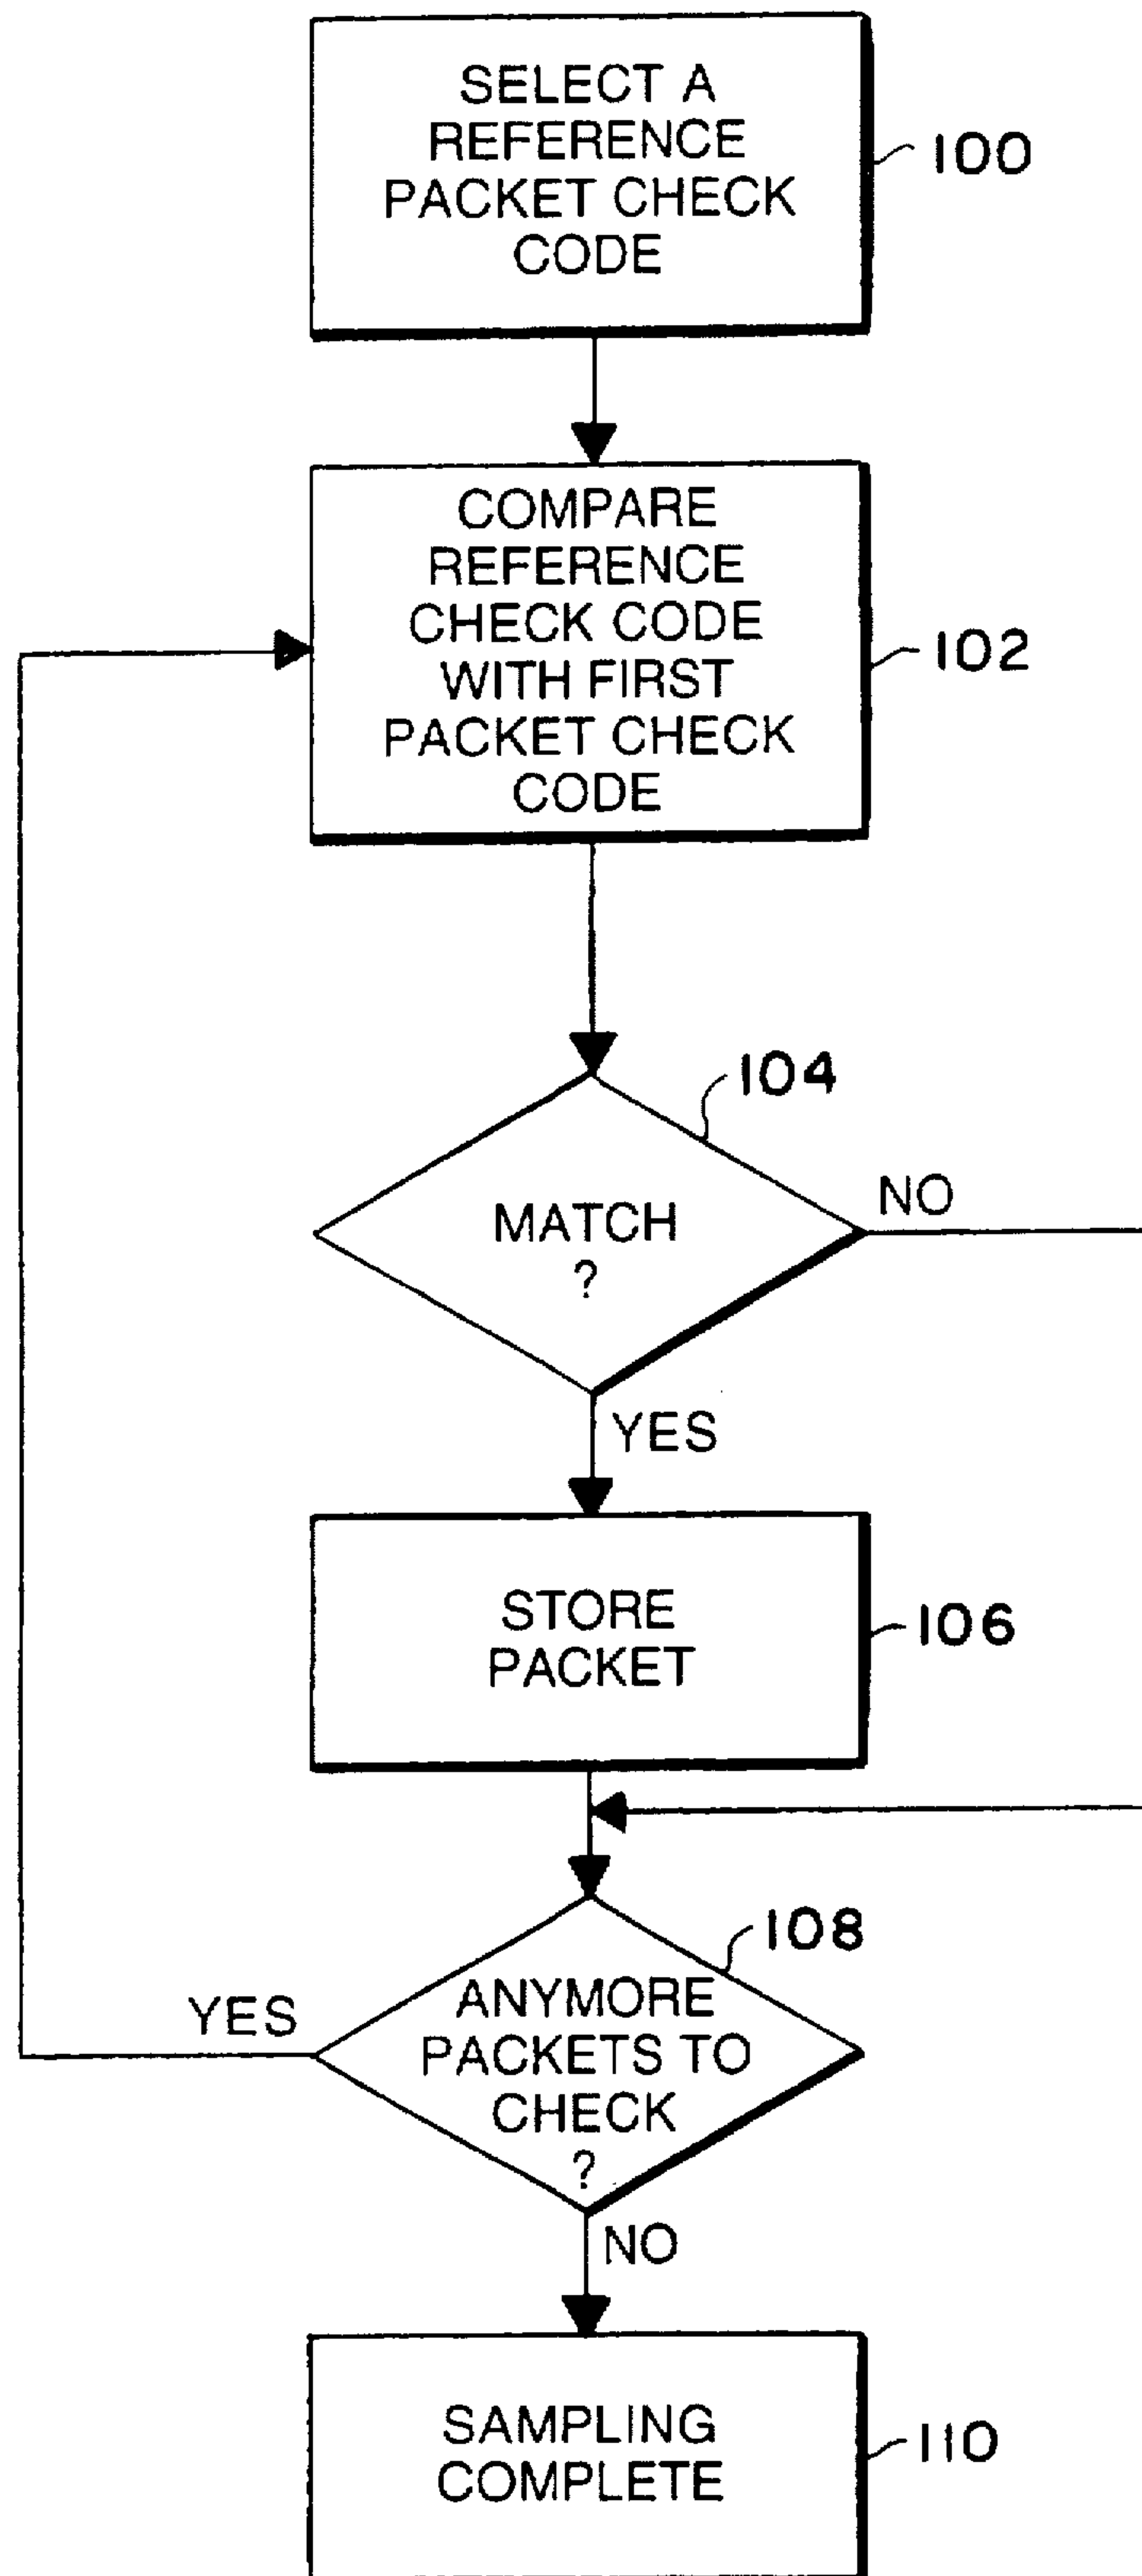 SELECT A
REFERENCE
PACKET CHECK
CODE
100
COMPARE
REFERENCE
CHECK CODE
WITH FIRST
PACKET CHECK
CODE
102
104
MATCH
?
NO
YES
STORE
PACKET
106
108
ANYMORE
PACKETS TO
CHECK
?
YES
NO
SAMPLING
COMPLETE
110